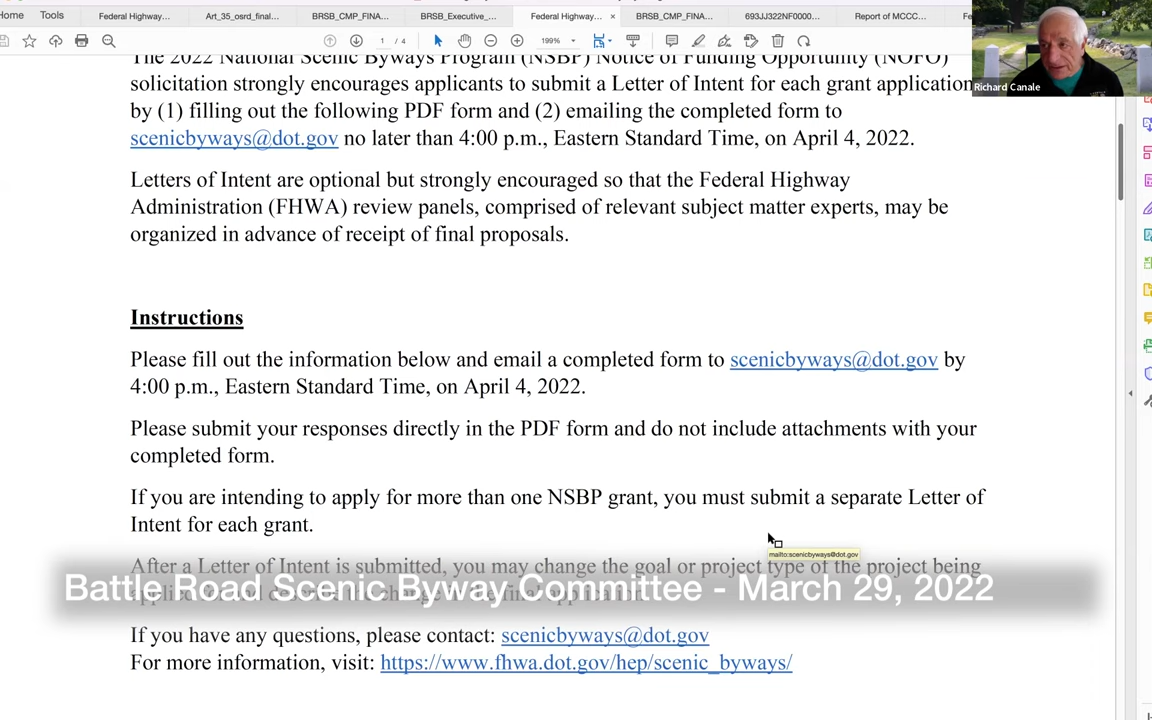 Home Tools Federal Highway... Art_35_osrd_final... BRSB_CMP_FINA... BRSB_Executive_... Federal Highway... × BRSB_CMP_FINA... 693JJ322NF0000... Report of MCCC... Fe
1 / 4 199%
Richard Canale
The 2022 National Scenic Byways Program (NSBP) Notice of Funding Opportunity (NOFO)
solicitation strongly encourages applicants to submit a Letter of Intent for each grant application
by (1) filling out the following PDF form and (2) emailing the completed form to
scenicbyways@dot.gov no later than 4:00 p.m., Eastern Standard Time, on April 4, 2022.
Letters of Intent are optional but strongly encouraged so that the Federal Highway
Administration (FHWA) review panels, comprised of relevant subject matter experts, may be
organized in advance of receipt of final proposals.
Instructions
Please fill out the information below and email a completed form to scenicbyways@dot.gov by
4:00 p.m., Eastern Standard Time, on April 4, 2022.
Please submit your responses directly in the PDF form and do not include attachments with your
completed form.
If you are intending to apply for more than one NSBP grant, you must submit a separate Letter of
Intent for each grant.
mailto:scenicbyways@dot.gov
After a Letter of Intent is submitted, you may change the goal or project type of the project being
Battle Road Scenic Byway Committee - March 29, 2022
If you have any questions, please contact: scenicbyways@dot.gov
For more information, visit: https://www.fhwa.dot.gov/hep/scenic_byways/